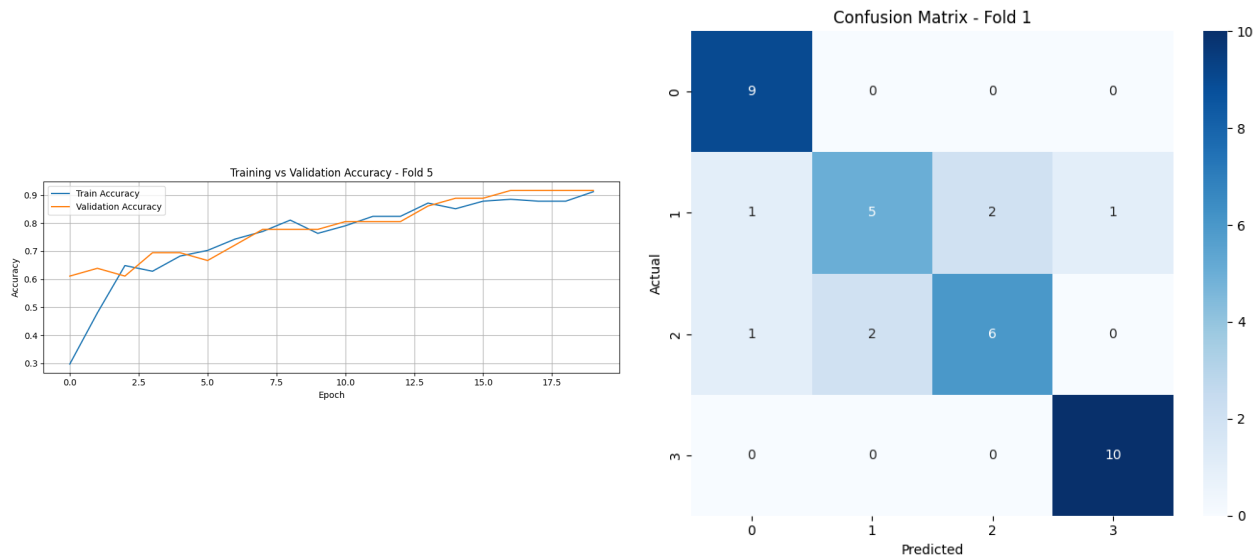 Training vs Validation Accuracy - Fold 5
Train Accuracy
Validation Accuracy
0.9
0.8
0.7
0.6
0.5
0.4
0.3
Accuracy
0.0 2.5 5.0 7.5 10.0 12.5 15.0 17.5
Epoch
Confusion Matrix - Fold 1
Actual
0 9 0 0 0
1 1 5 2 1
2 1 2 6 0
3 0 0 0 10
0 1 2 3
Predicted
10
8
6
4
2
0